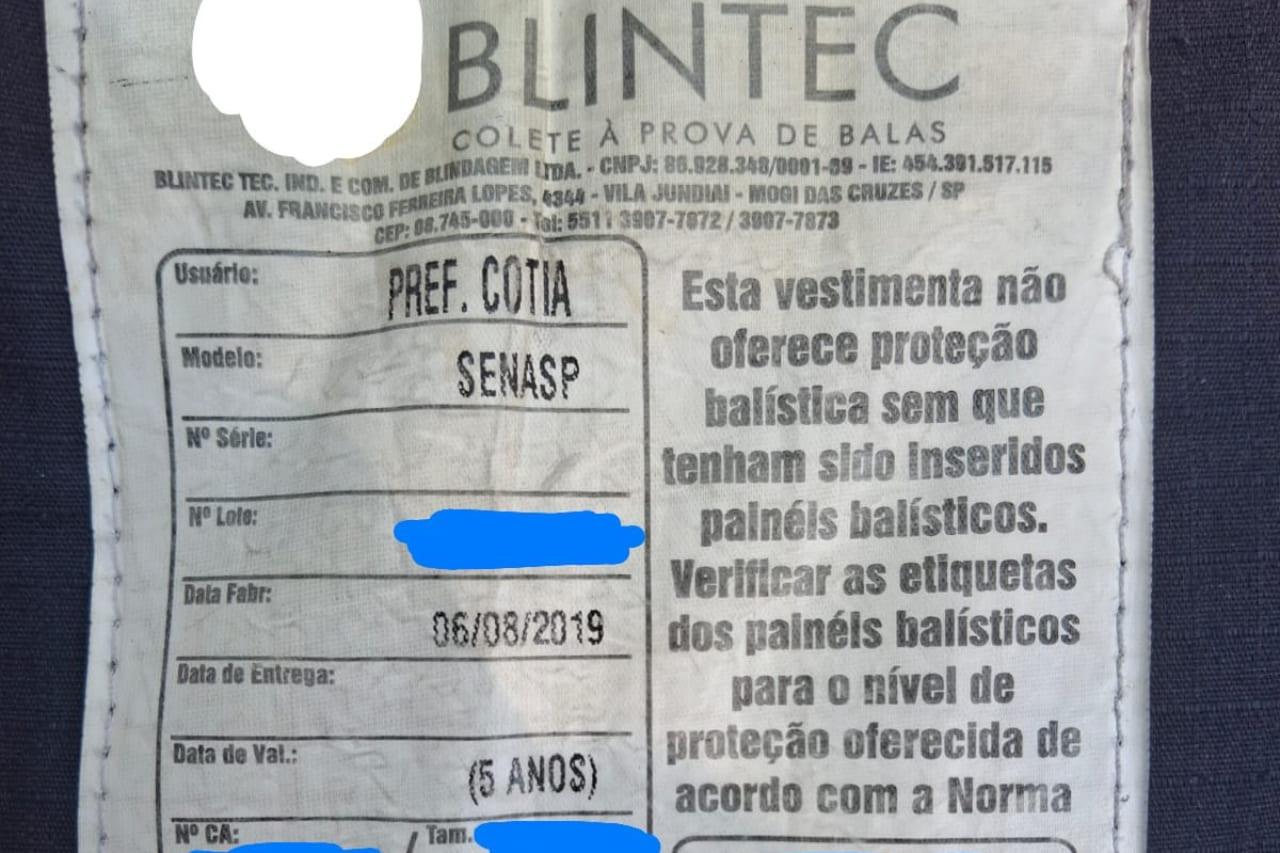 BLINTEC
COLETE À PROVA DE BALAS
BLINTEC TEC. IND. E COM. DE BLINDAGEM LTDA. - CNPJ: 86.928.348/0001-89 - IE: 454.391.517.115
AV. FRANCISCO FERREIRA LOPES, 4344 - VILA JUNDIAI - MOGI DAS CRUZES / SP
CEP: 08.745-000 - Tel: 5511 3907-7872 / 3907-7873
Usuário: PREF. COTIA
Modelo: SENASP
Nº Série:
Nº Lote:
Data Fabr: 06/08/2019
Data de Entrega:
Data de Val.: (5 ANOS)
Nº CA: / Tam.
Esta vestimenta não
oferece proteção
balística sem que
tenham sido inseridos
painéis balísticos.
Verificar as etiquetas
dos painéis balísticos
para o nível de
proteção oferecida de
acordo com a Norma